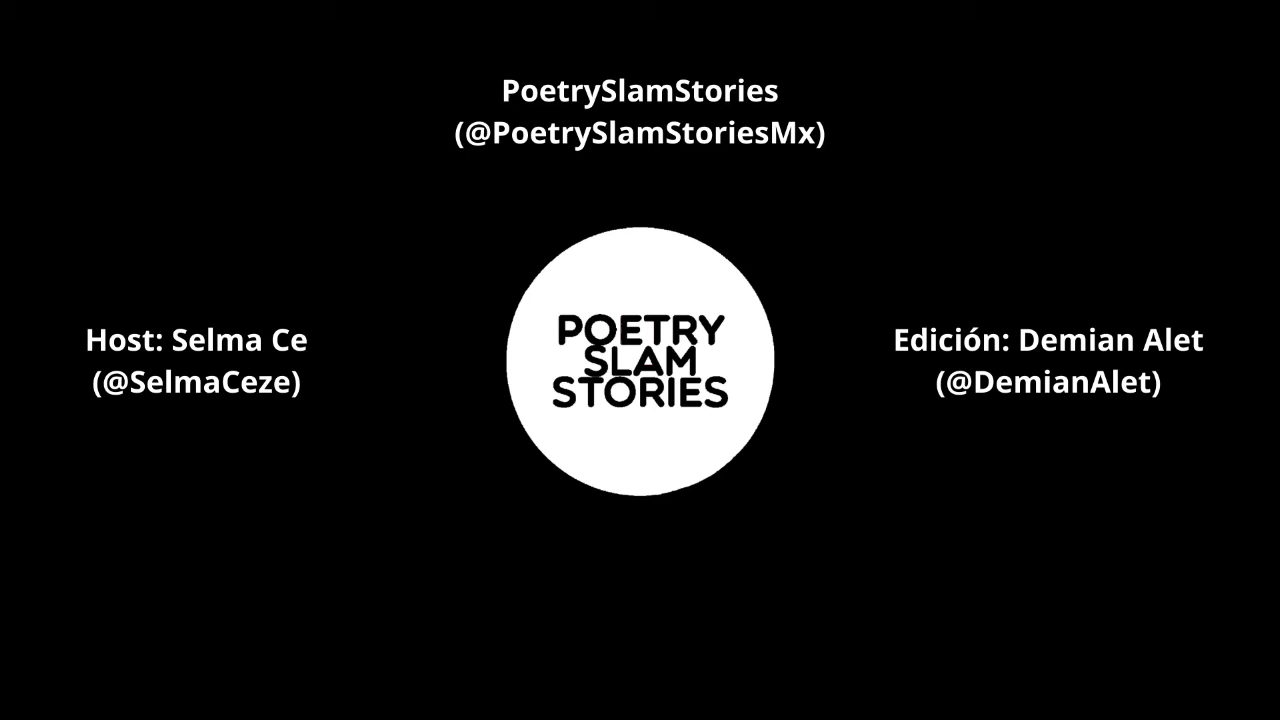 PoetrySlamStories
(@PoetrySlamStoriesMx)
Host: Selma Ce
(@SelmaCeze)
POETRY
SLAM
STORIES
Edición: Demian Alet
(@DemianAlet)